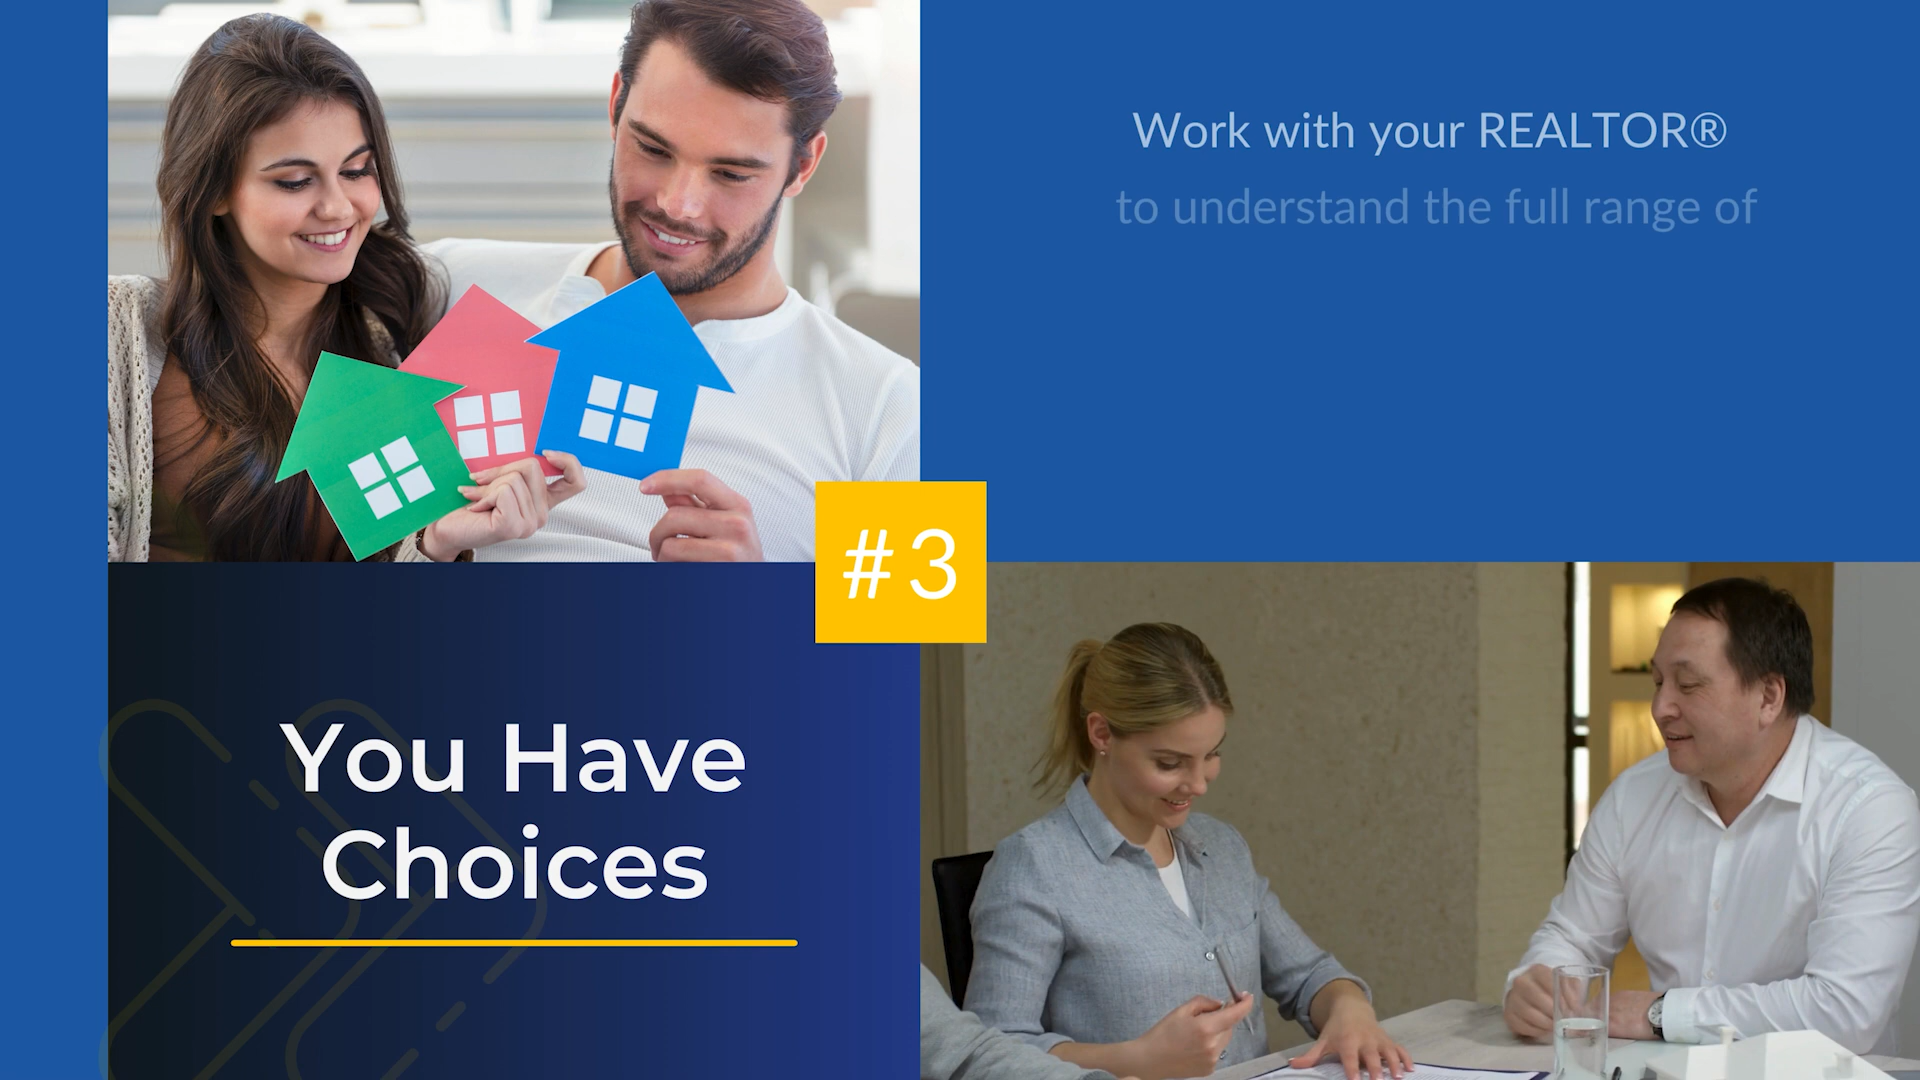 Work with your REALTOR®
to understand the full range of
#3
You Have
Choices